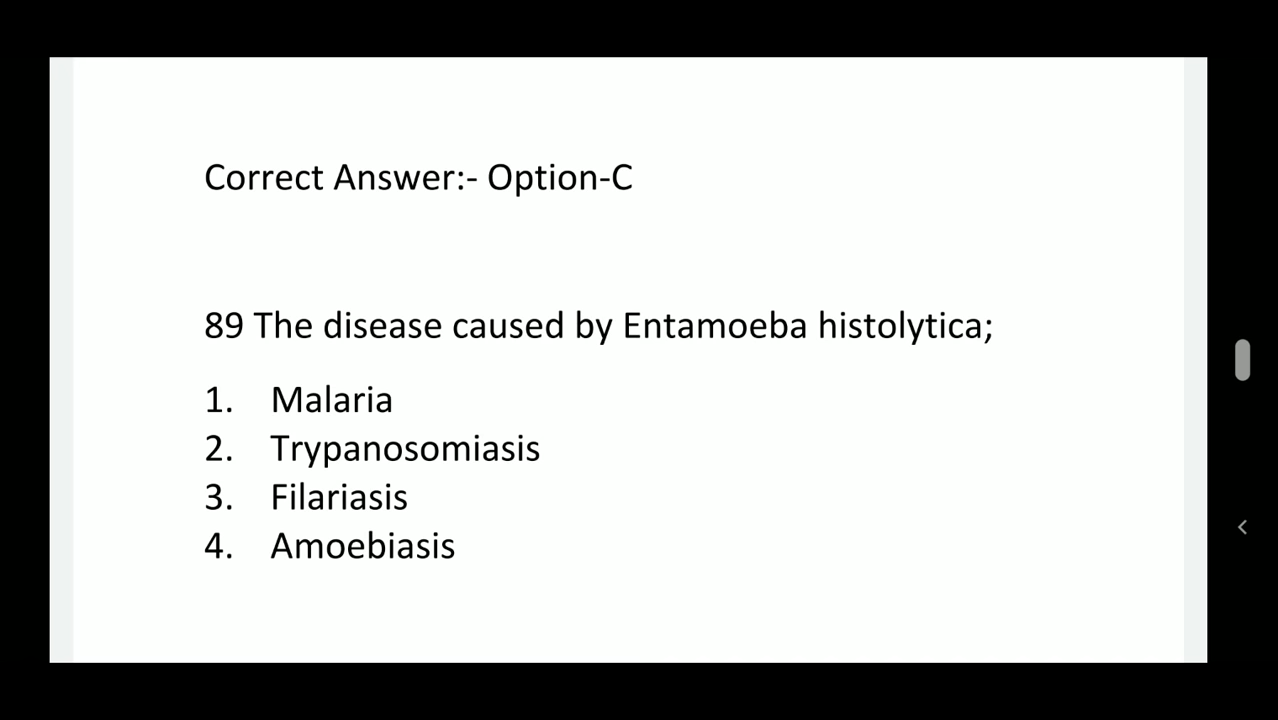 Correct Answer:- Option-C
89 The disease caused by Entamoeba histolytica;
1. Malaria
2. Trypanosomiasis
3. Filariasis
4. Amoebiasis